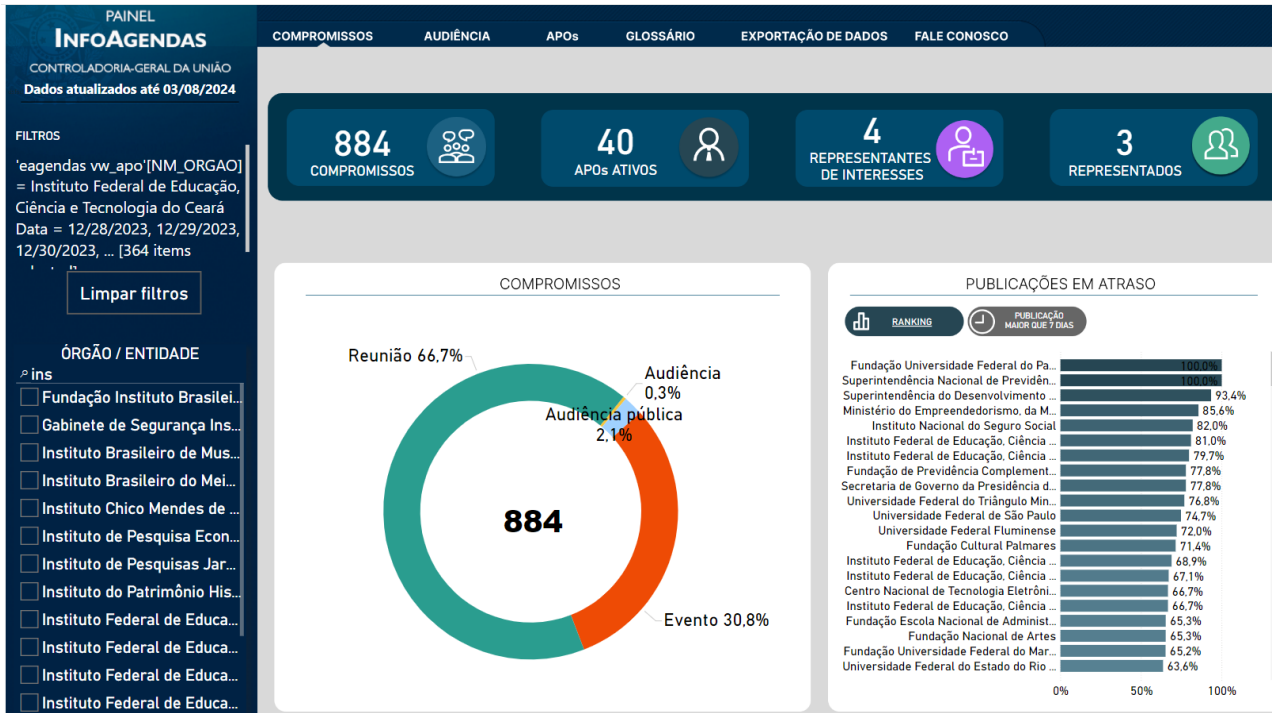 PAINEL
INFOAGENDAS
CONTROLADORIA-GERAL DA UNIÃO
Dados atualizados até 03/08/2024
COMPROMISSOS AUDIÊNCIA APOs GLOSSÁRIO EXPORTAÇÃO DE DADOS FALE CONOSCO
FILTROS
'eagendas vw_apo'[NM_ORGAO]
= Instituto Federal de Educação,
Ciência e Tecnologia do Ceará
Data = 12/28/2023, 12/29/2023,
12/30/2023, ... [364 items
Limpar filtros
ÓRGÃO / ENTIDADE
ins
Fundação Instituto Brasilei...
Gabinete de Segurança Ins...
Instituto Brasileiro de Mus...
Instituto Brasileiro do Mei...
Instituto Chico Mendes de ...
Instituto de Pesquisa Econ...
Instituto de Pesquisas Jar...
Instituto do Patrimônio His...
Instituto Federal de Educa...
Instituto Federal de Educa...
Instituto Federal de Educa...
Instituto Federal de Educa...
884
COMPROMISSOS
40
APOs ATIVOS
4
REPRESENTANTES
DE INTERESSES
3
REPRESENTADOS
COMPROMISSOS
Reunião 66,7%
Audiência
0,3%
Audiência pública
2,1%
884
Evento 30,8%
PUBLICAÇÕES EM ATRASO
RANKING
PUBLICAÇÃO
MAIOR QUE 7 DIAS
Fundação Universidade Federal do Pa... 100,0%
Superintendência Nacional de Previdên... 100,0%
Superintendência do Desenvolvimento ... 93,4%
Ministério do Empreendedorismo, da M... 85,6%
Instituto Nacional do Seguro Social 82,0%
Instituto Federal de Educação, Ciência ... 81,0%
Instituto Federal de Educação, Ciência ... 79,7%
Fundação de Previdência Complement... 77,8%
Secretaria de Governo da Presidência d... 77,8%
Universidade Federal do Triângulo Min... 76,8%
Universidade Federal de São Paulo 74,7%
Universidade Federal Fluminense 72,0%
Fundação Cultural Palmares 71,4%
Instituto Federal de Educação, Ciência ... 68,9%
Instituto Federal de Educação, Ciência ... 67,1%
Centro Nacional de Tecnologia Eletrôni... 66,7%
Instituto Federal de Educação, Ciência ... 66,7%
Fundação Escola Nacional de Administ... 65,3%
Fundação Nacional de Artes 65,3%
Fundação Universidade Federal do Mar... 65,2%
Universidade Federal do Estado do Rio ... 63,6%
0% 50% 100%